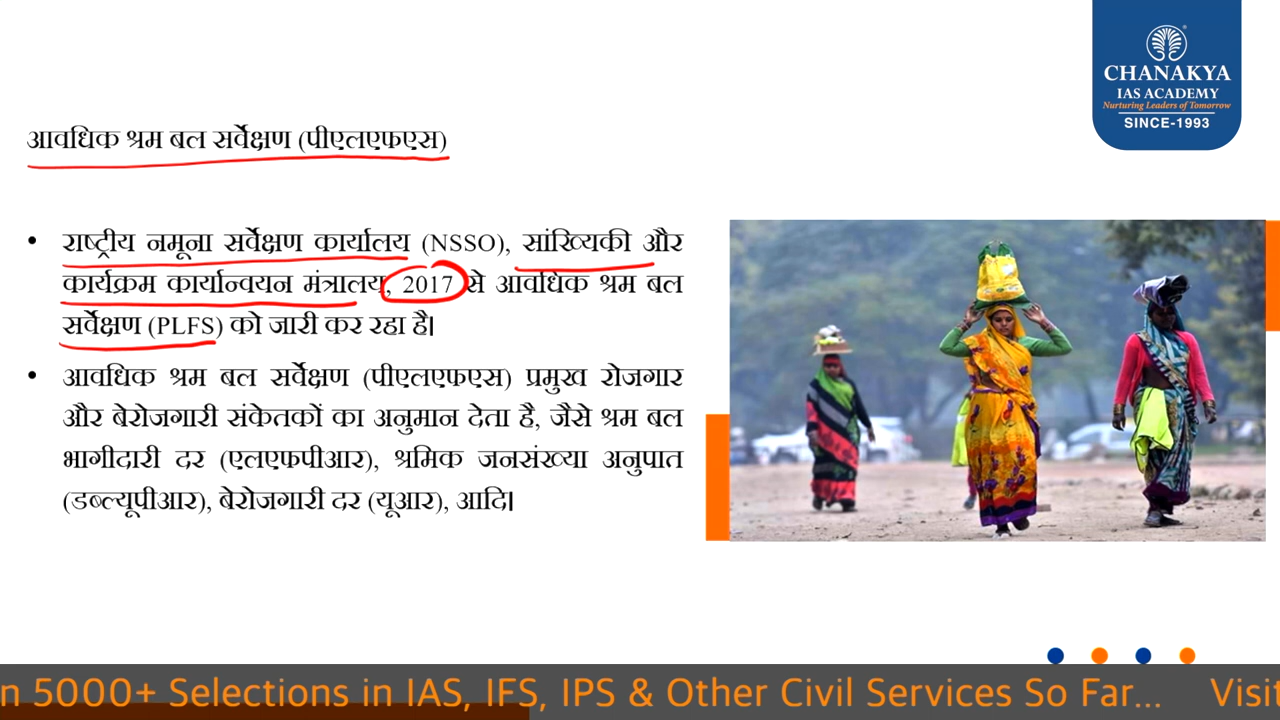 CHANAKYA
IAS ACADEMY
Nurturing Leaders of Tomorrow
SINCE-1993
आवधिक श्रम बल सर्वेक्षण (पीएलएफएस)
• राष्ट्रीय नमूना सर्वेक्षण कार्यालय (NSSO), सांख्यिकी और
कार्यक्रम कार्यान्वयन मंत्रालय, 2017 से आवधिक श्रम बल
सर्वेक्षण (PLFS) को जारी कर रहा है।
• आवधिक श्रम बल सर्वेक्षण (पीएलएफएस) प्रमुख रोजगार
और बेरोजगारी संकेतकों का अनुमान देता है, जैसे श्रम बल
भागीदारी दर (एलएफपीआर), श्रमिक जनसंख्या अनुपात
(डब्ल्यूपीआर), बेरोजगारी दर (यूआर), आदि।
n 5000+ Selections in IAS, IFS, IPS & Other Civil Services So Far... Visit